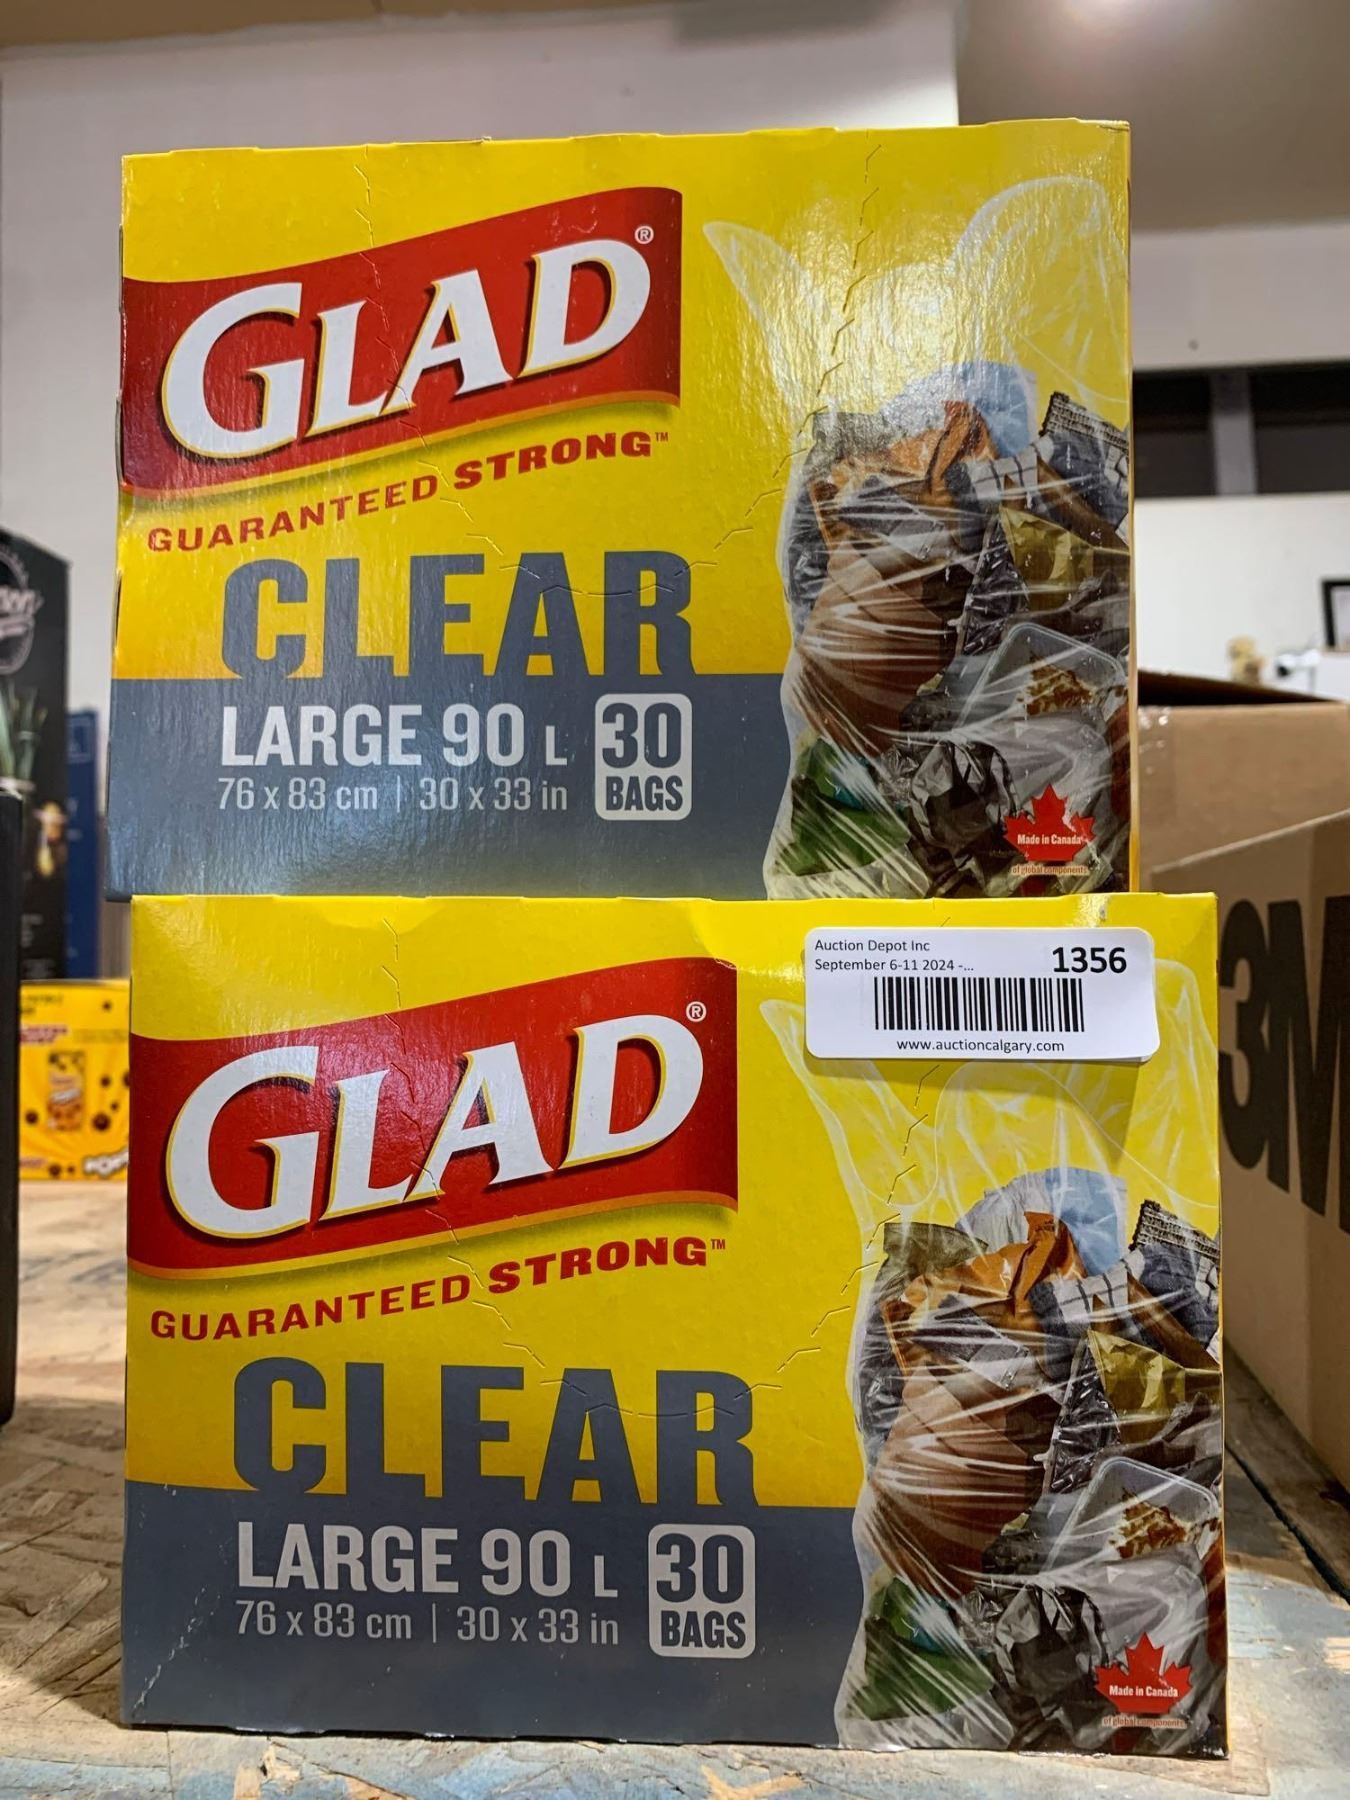 GLAD®
GUARANTEED STRONG™
CLEAR
LARGE 90 L
76 x 83 cm | 30 x 33 in
30
BAGS
Made in Canada
of global components
Auction Depot Inc
September 6-11 2024 -...
1356
www.auctioncalgary.com
GLAD®
GUARANTEED STRONG™
CLEAR
LARGE 90 L
76 x 83 cm | 30 x 33 in
30
BAGS
Made in Canada
of global components
3M